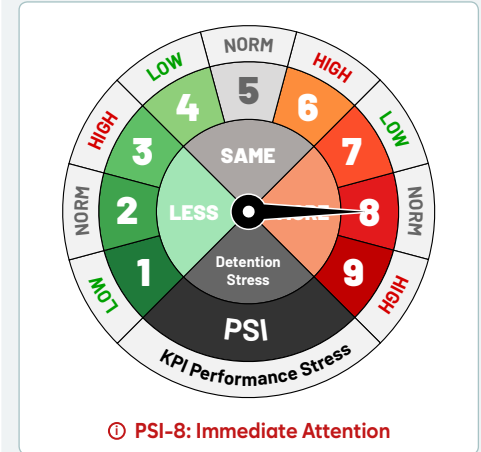 NORM
LOW
HIGH
5
4
6
HIGH
LOW
3
SAME
7
NORM
2
LESS
8
NORM
LOW
1
Detention
Stress
9
HIGH
PSI
KPI Performance Stress
PSI-8: Immediate Attention